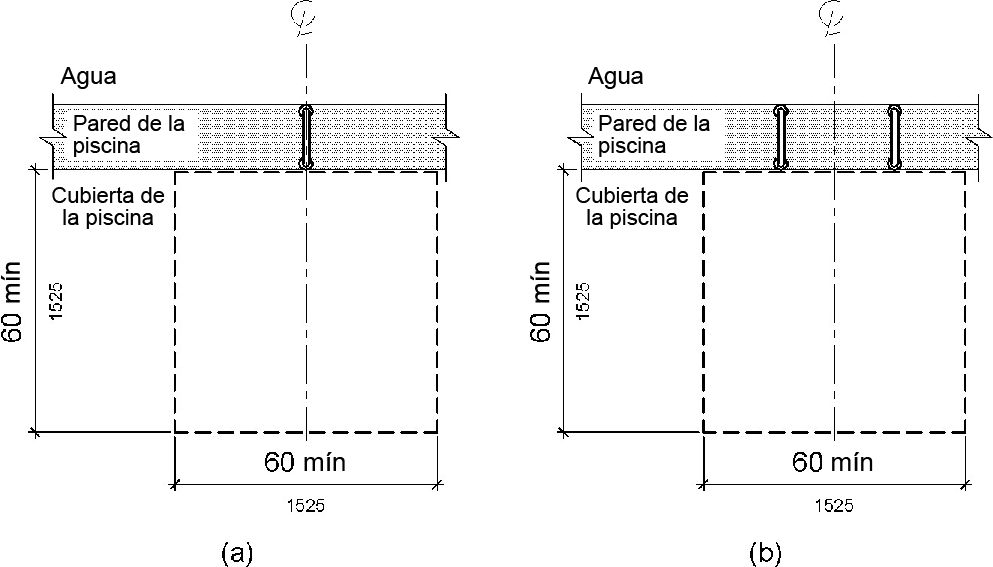 Agua
Pared de la
piscina
Cubierta de
la piscina
60 mín
1525
60 mín
1525
(a)
Agua
Pared de la
piscina
Cubierta de
la piscina
60 mín
1525
60 mín
1525
(b)